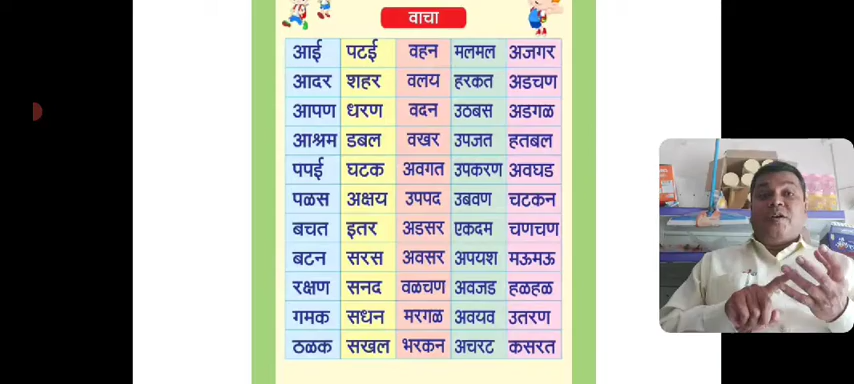 वाचा
आई पटई वहन मलमल अजगर
आदर शहर वलय हरकत अडचण
आपण धरण वदन उठबस अडगळ
आश्रम डबल वखर उपजत हतबल
पपई घटक अवगत उपकरण अवघड
पळस अक्षय उपपद उबवण चटकन
बचत इतर अडसर एकदम चणचण
बटन सरस अवसर अपयश मऊमऊ
रक्षण सनद वळचण अवजड हळहळ
गमक सधन मरगळ अवयव उतरण
ठळक सखल भरकन अचरट कसरत